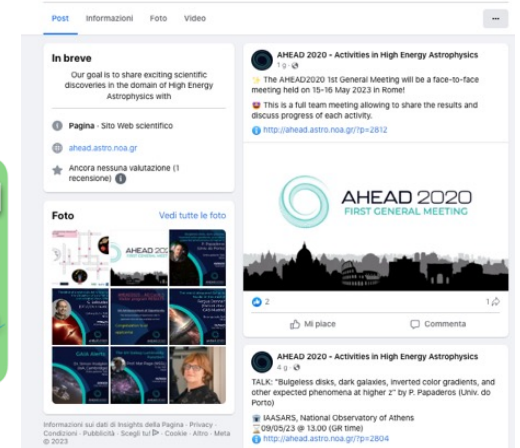 Post Informazioni Foto Video
In breve
Our goal is to share exciting scientific
discoveries in the domain of High Energy
Astrophysics with
Pagina · Sito Web scientifico
ahead.astro.noa.gr
Ancora nessuna valutazione (1
recensione)
Foto
Vedi tutte le foto
AHEAD 202
Informazioni sui dati di Insights della Pagina · Privacy ·
Condizioni · Pubblicità · Scegli tu! · Cookie · Altro · Meta
© 2023
AHEAD 2020 - Activities in High Energy Astrophysics
1 g ·
The AHEAD2020 1st General Meeting will be a face-to-face
meeting held on 15-16 May 2023 in Rome!
This is a full team meeting allowing to share the results and
discuss progress of each activity.
http://ahead.astro.noa.gr/?p=2812
AHEAD 2020
FIRST GENERAL MEETING
2
1
Mi piace
Commenta
AHEAD 2020 - Activities in High Energy Astrophysics
4 g ·
TALK: "Bulgeless disks, dark galaxies, inverted color gradients, and
other expected phenomena at higher z" by P. Papaderos (Univ. do
Porto)
IAASARS, National Observatory of Athens
09/05/23 @ 13.00 (GR time)
http://ahead.astro.noa.gr/?p=2804